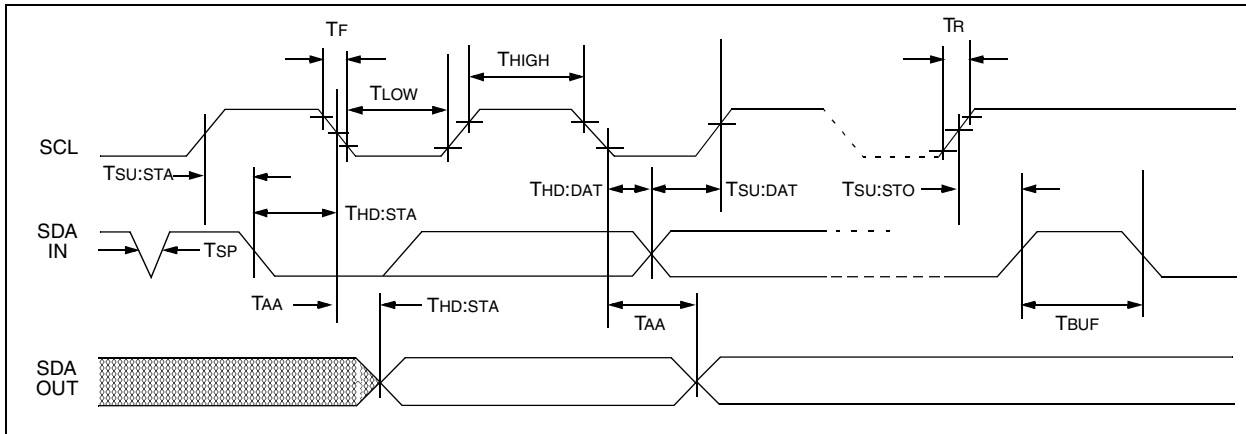 TF
TR
THIGH
TLOW
SCL
TSU:STA
THD:DAT
TSU:DAT
TSU:STO
THD:STA
SDA
IN
TSP
TAA
THD:STA
TAA
TBUF
SDA
OUT